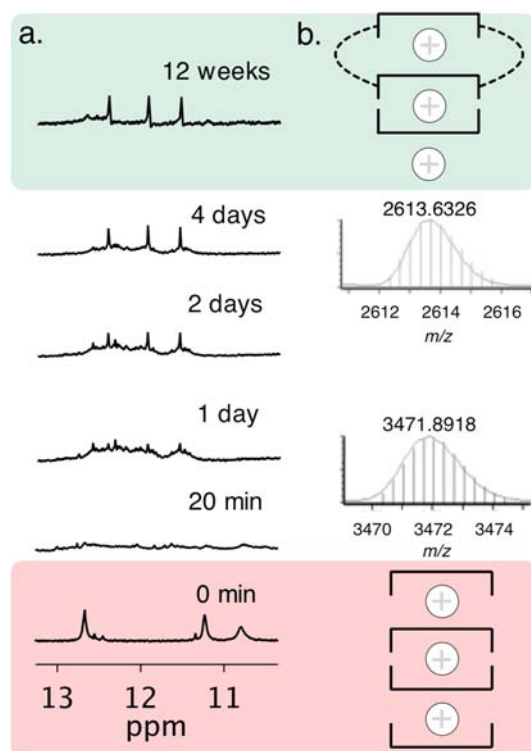 a.
b.
12 weeks
4 days
2613.6326
2612 2614 2616
m/z
2 days
1 day
3471.8918
3470 3472 3474
m/z
20 min
0 min
13 12 11
ppm